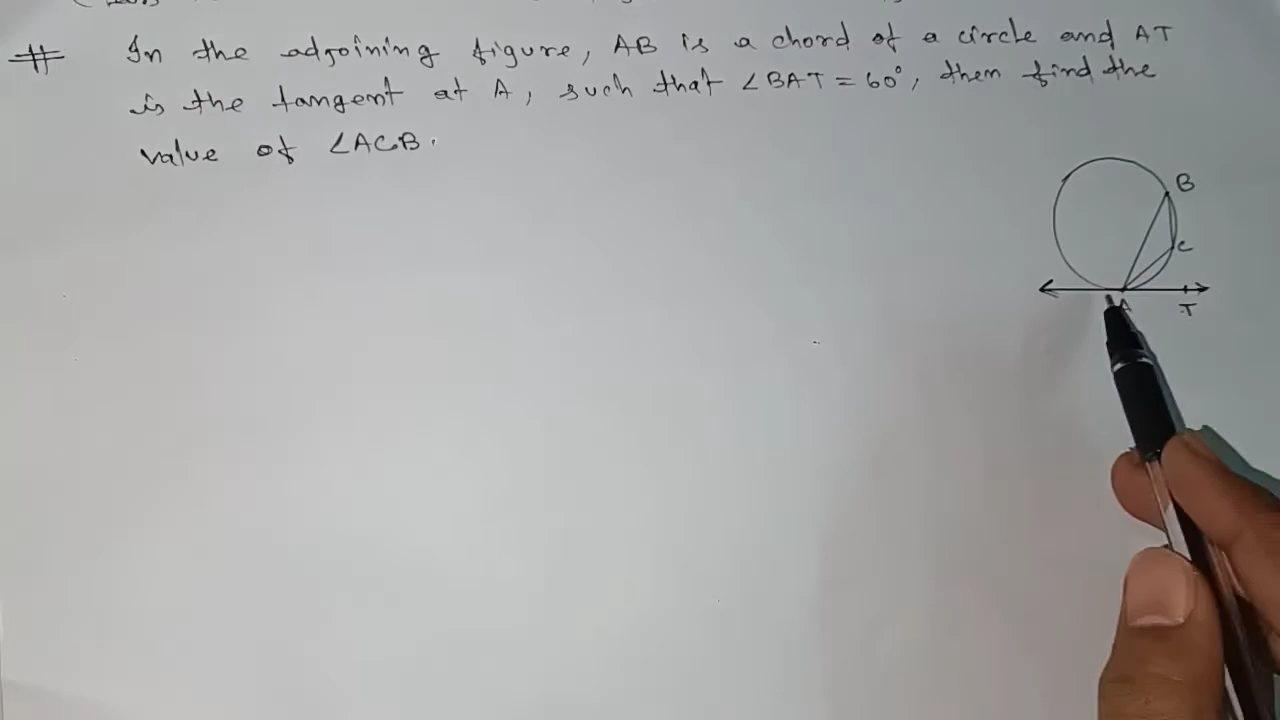 # In the adjoining figure, AB is a chord of a circle and AT
is the tangent at A, such that ∠BAT = 60°, then find the
value of ∠ACB.
B
C
A
T